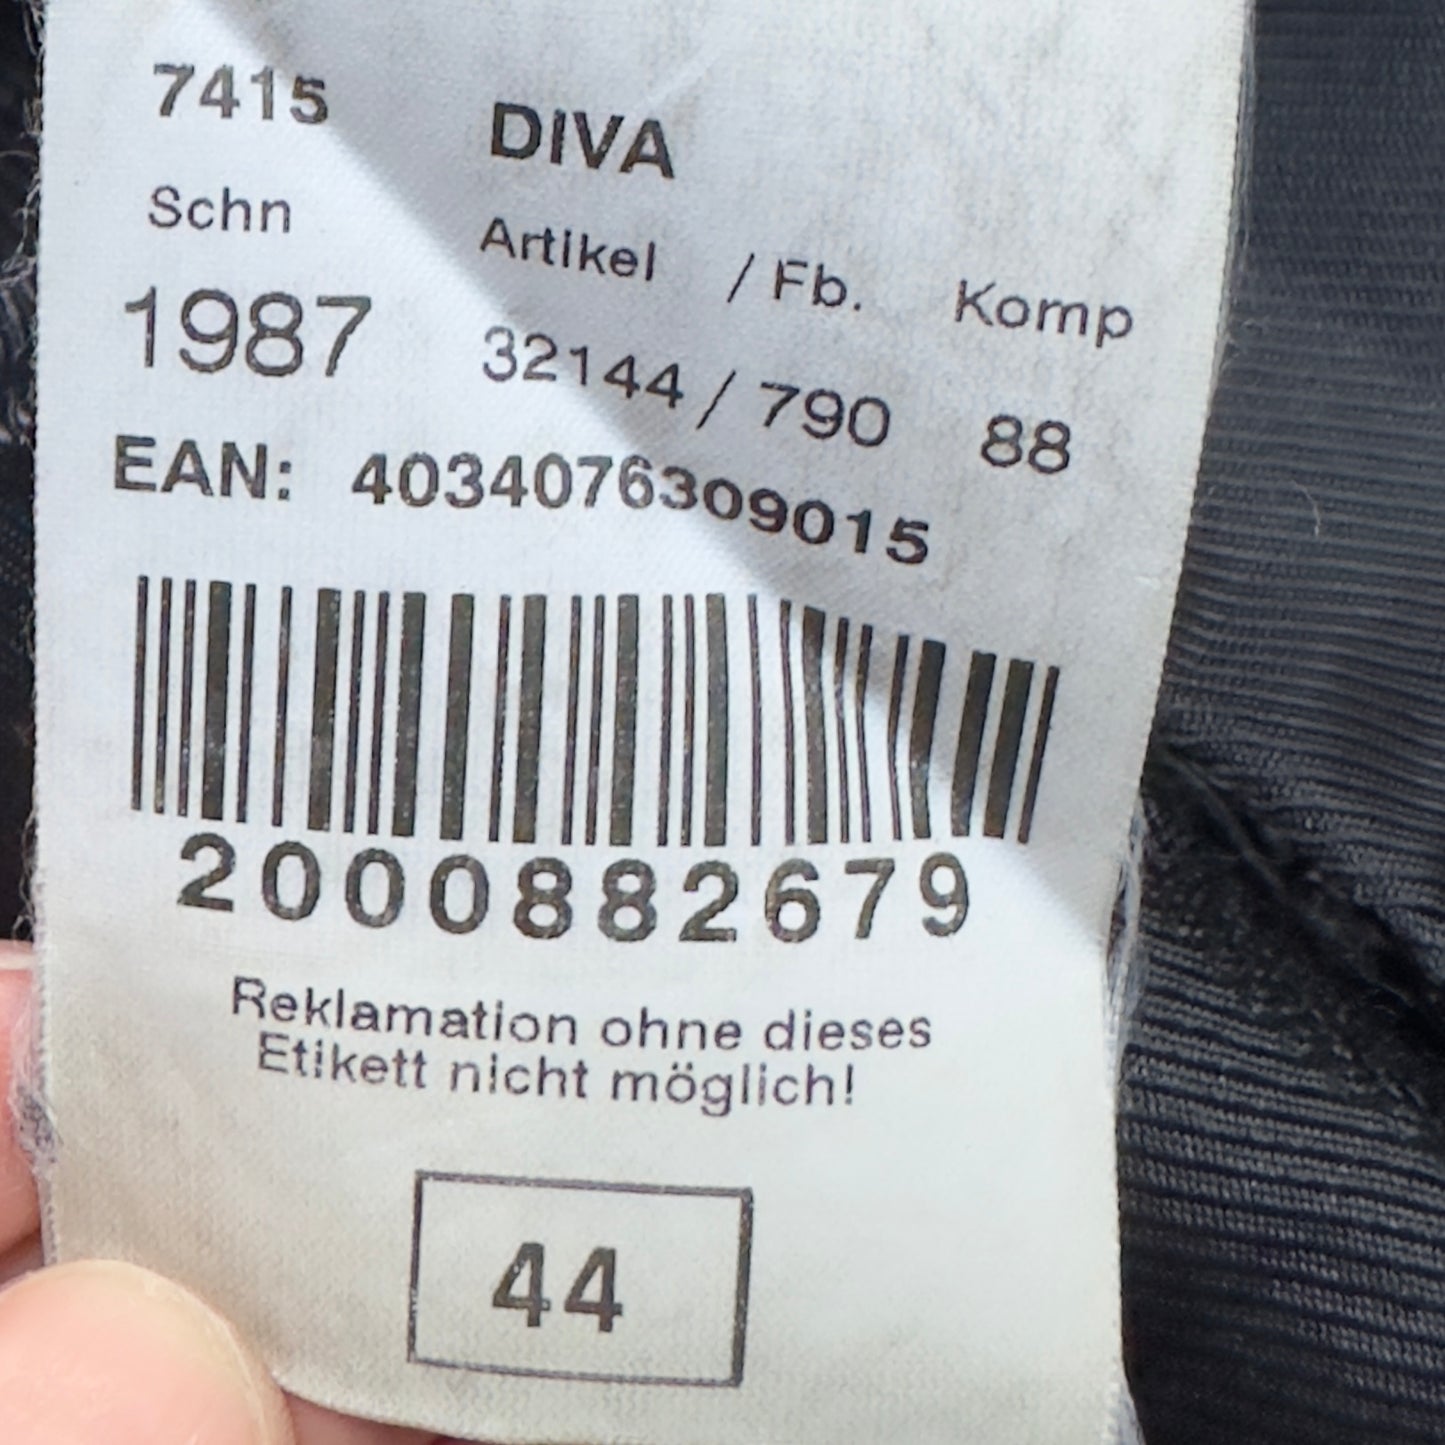 7415 DIVA
Schn Artikel / Fb. Komp
1987 32144 / 790 88
EAN: 4034076309015
2000882679
Reklamation ohne dieses
Etikett nicht möglich!
44